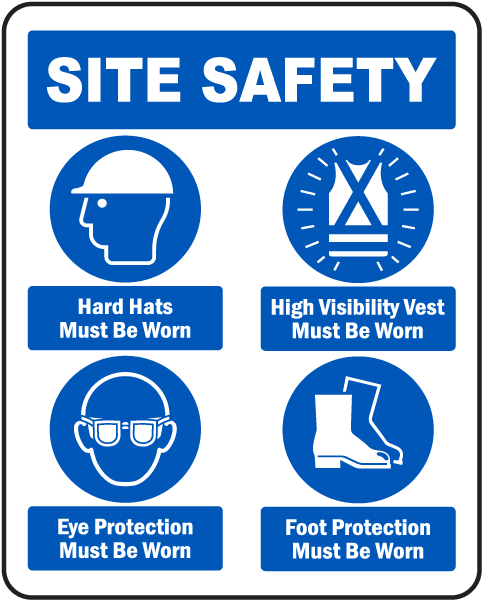 SITE SAFETY
Hard Hats
Must Be Worn
High Visibility Vest
Must Be Worn
Eye Protection
Must Be Worn
Foot Protection
Must Be Worn